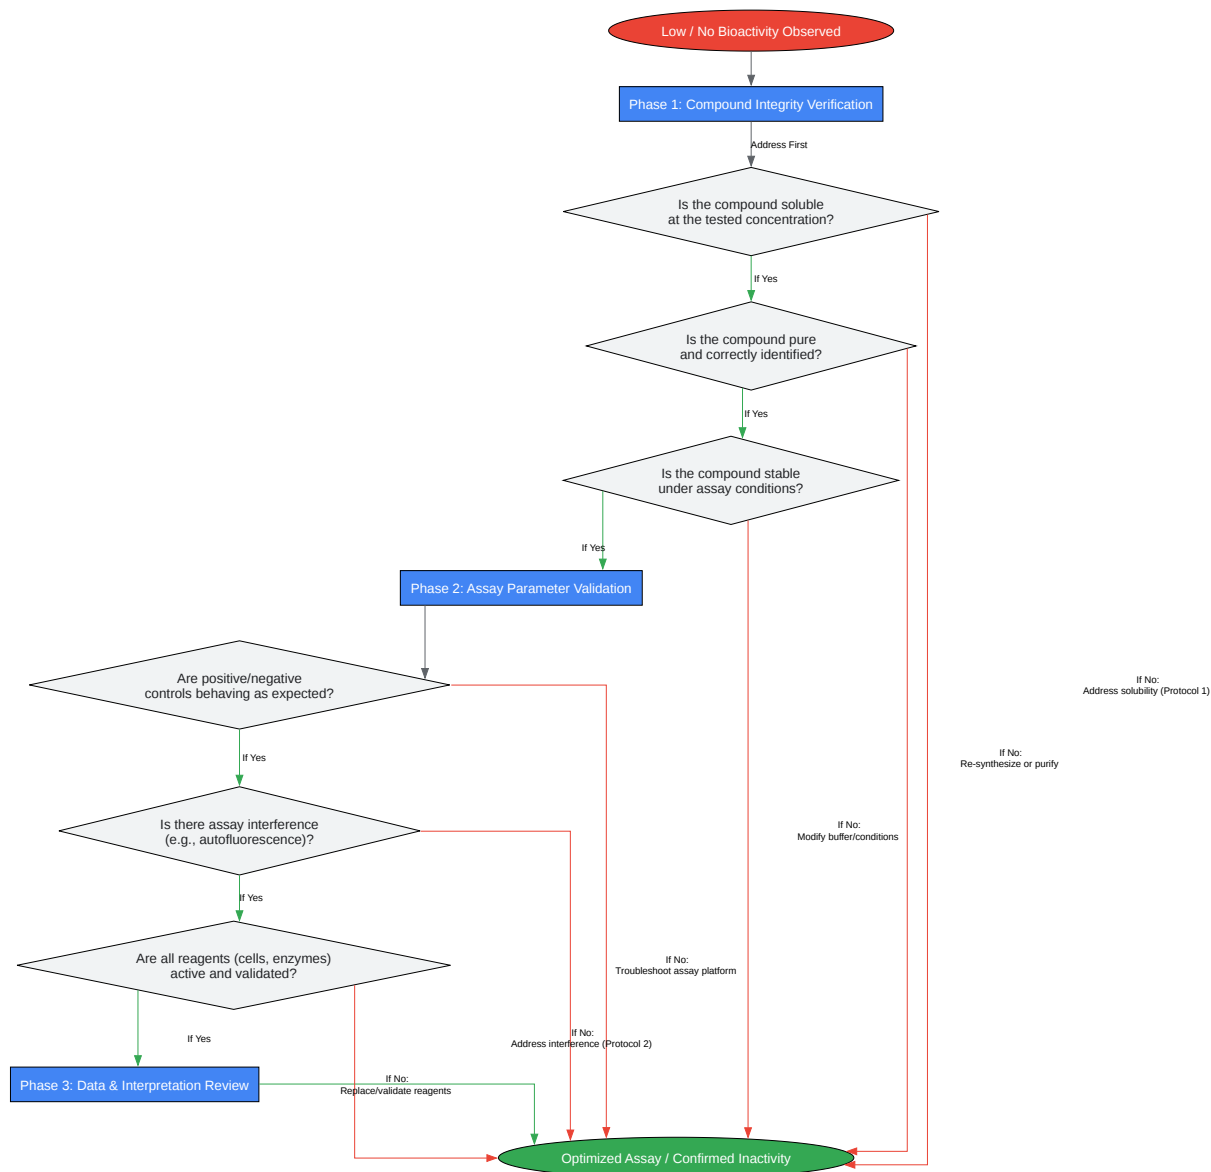 Low / No Bioactivity Observed
Phase 1: Compound Integrity Verification
Address First
Is the compound soluble
at the tested concentration?
If Yes
Is the compound pure
and correctly identified?
If Yes
Is the compound stable
under assay conditions?
If Yes
Phase 2: Assay Parameter Validation
Are positive/negative
controls behaving as expected?
If No:
Address solubility (Protocol 1)
If Yes
If No:
Re-synthesize or purify
Is there assay interference
(e.g., autofluorescence)?
If No:
Modify buffer/conditions
If Yes
Are all reagents (cells, enzymes)
active and validated?
If No:
Troubleshoot assay platform
If Yes
If No:
Address interference (Protocol 2)
Phase 3: Data & Interpretation Review
If No:
Replace/validate reagents
Optimized Assay / Confirmed Inactivity